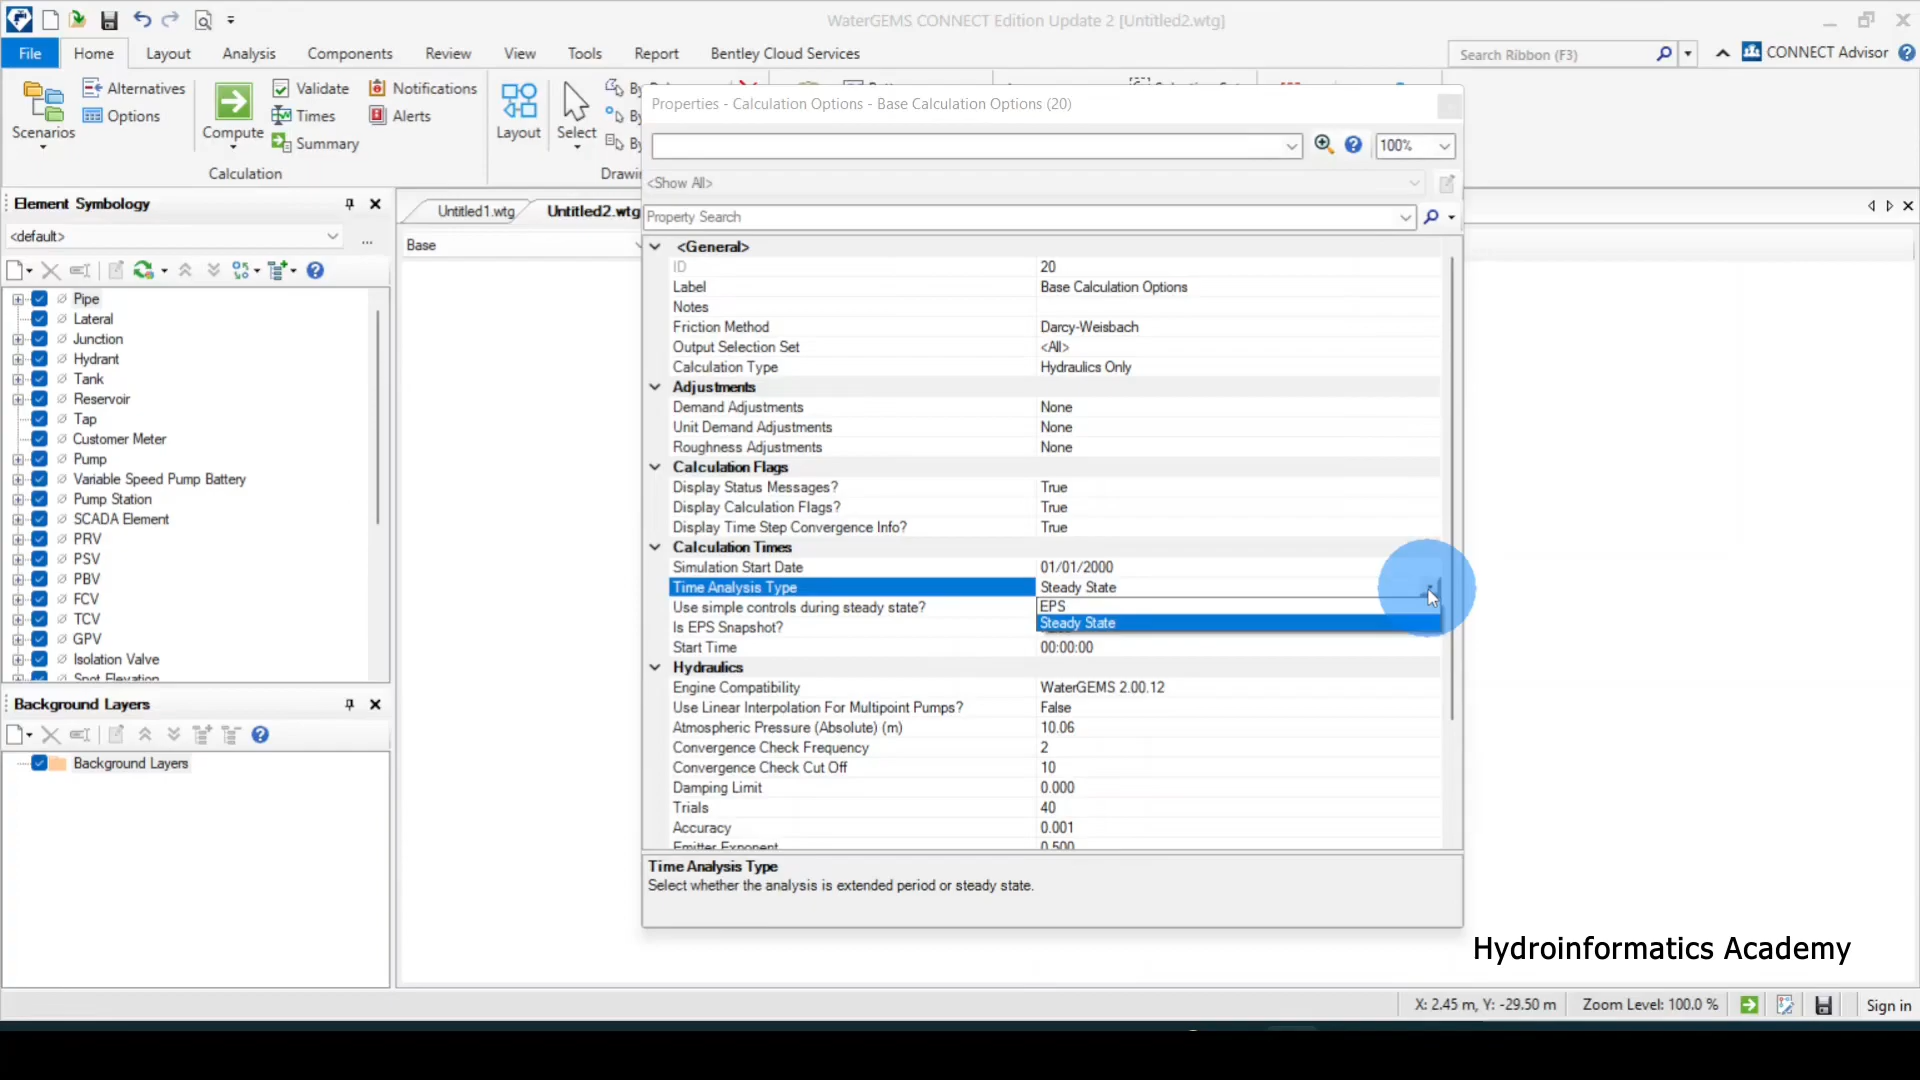 WaterGEMS CONNECT Edition Update 2 [Untitled2.wtg]
File Home Layout Analysis Components Review View Tools Report Bentley Cloud Services
Search Ribbon (F3)
CONNECT Advisor
Scenarios
Alternatives
Options
Compute
Validate
Times
Summary
Notifications
Alerts
Calculation
Layout
Select
Properties - Calculation Options - Base Calculation Options (20)
100%
<Show All>
Property Search
Element Symbology
<default>
Pipe
Lateral
Junction
Hydrant
Tank
Reservoir
Tap
Customer Meter
Pump
Variable Speed Pump Battery
Pump Station
SCADA Element
PRV
PSV
PBV
FCV
TCV
GPV
Isolation Valve
Spot Elevation
Background Layers
Background Layers
Untitled1.wtg
Untitled2.wtg
Base
<General>
ID 20
Label Base Calculation Options
Notes
Friction Method Darcy-Weisbach
Output Selection Set <All>
Calculation Type Hydraulics Only
Adjustments
Demand Adjustments None
Unit Demand Adjustments None
Roughness Adjustments None
Calculation Flags
Display Status Messages? True
Display Calculation Flags? True
Display Time Step Convergence Info? True
Calculation Times
Simulation Start Date 01/01/2000
Time Analysis Type Steady State
EPS
Use simple controls during steady state?
Steady State
Is EPS Snapshot?
Start Time 00:00:00
Hydraulics
Engine Compatibility WaterGEMS 2.00.12
Use Linear Interpolation For Multipoint Pumps? False
Atmospheric Pressure (Absolute) (m) 10.06
Convergence Check Frequency 2
Convergence Check Cut Off 10
Damping Limit 0.000
Trials 40
Accuracy 0.001
Emitter Exponent 0.500
Time Analysis Type
Select whether the analysis is extended period or steady state.
Hydroinformatics Academy
X: 2.45 m, Y: -29.50 m
Zoom Level: 100.0 %
Sign in